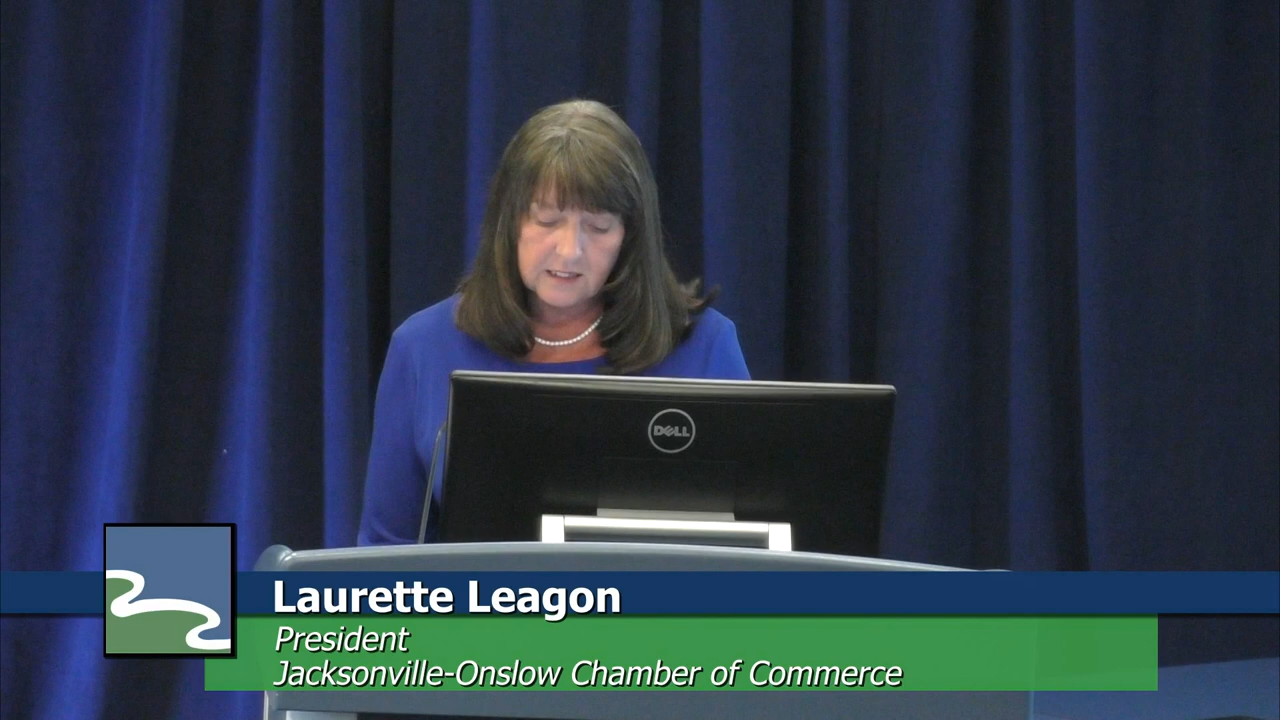 DELL
Laurette Leagon
President
Jacksonville-Onslow Chamber of Commerce